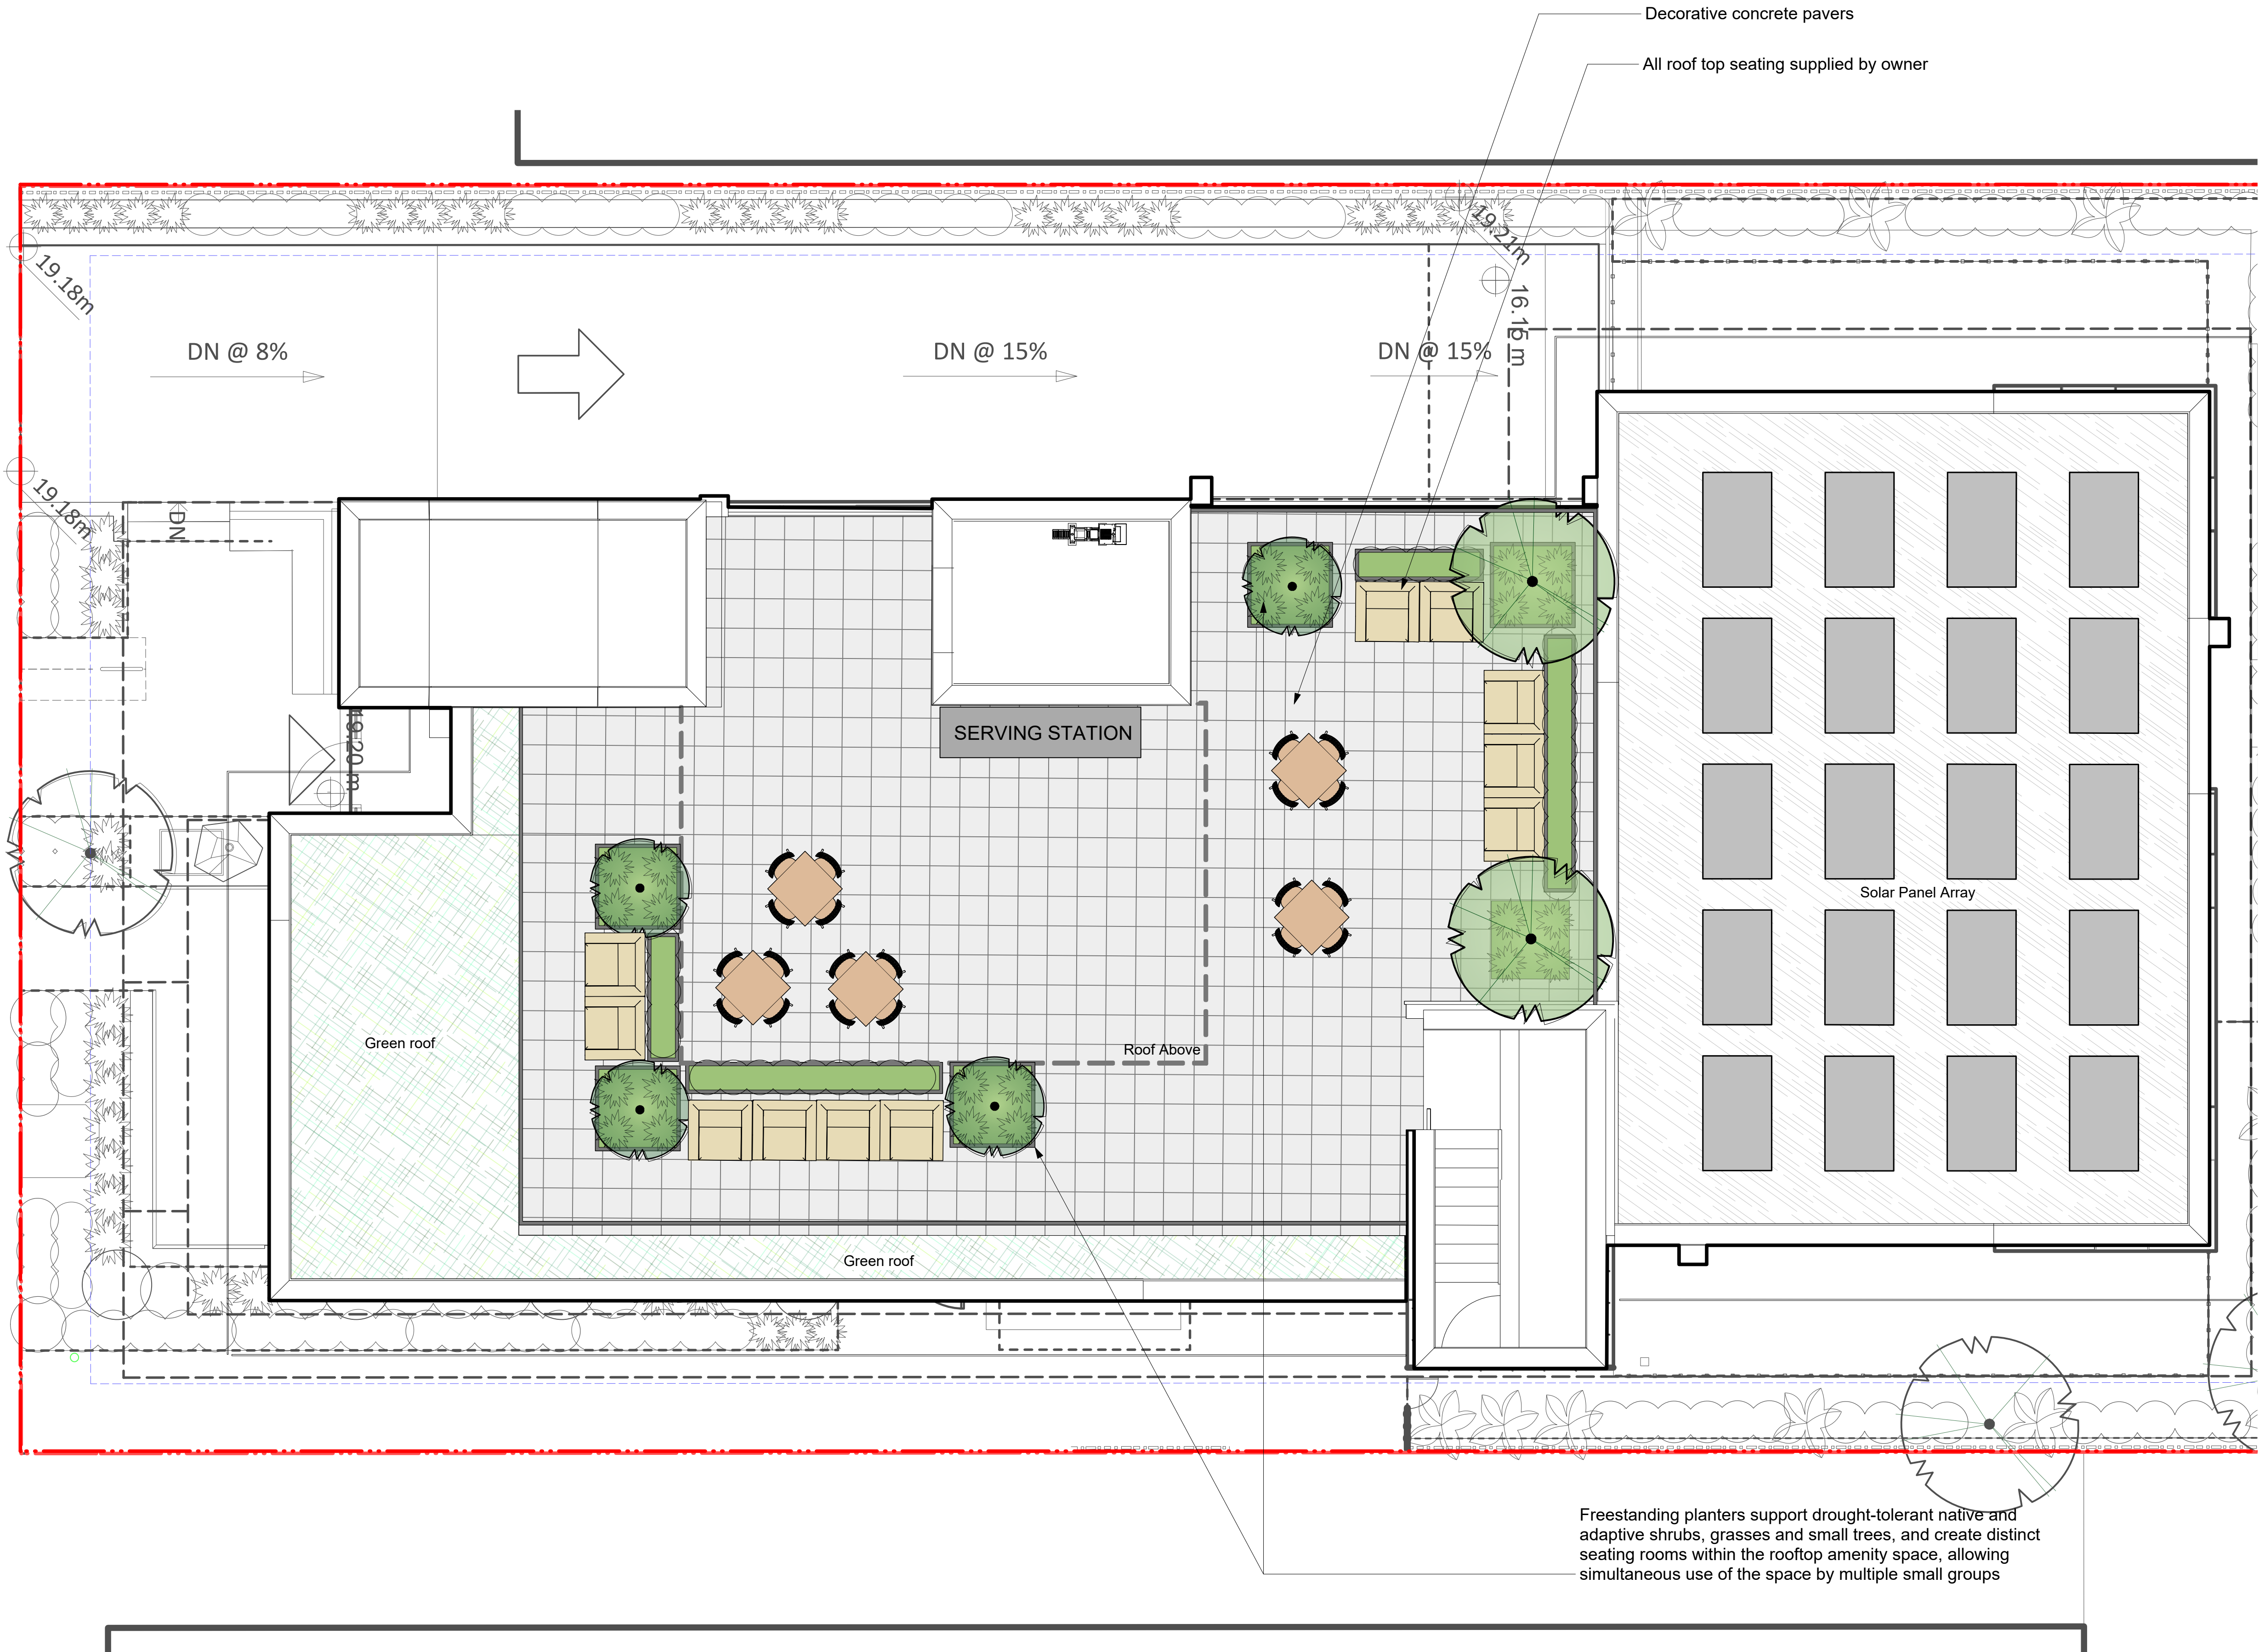 Decorative concrete pavers
All roof top seating supplied by owner
19.21m
19.18m
16.15 m
DN @ 8%
DN @ 15%
DN @ 15%
19.18m
DN
SERVING STATION
19.20 m
Solar Panel Array
Green roof
Roof Above
Green roof
Freestanding planters support drought-tolerant native and
adaptive shrubs, grasses and small trees, and create distinct
seating rooms within the rooftop amenity space, allowing
simultaneous use of the space by multiple small groups